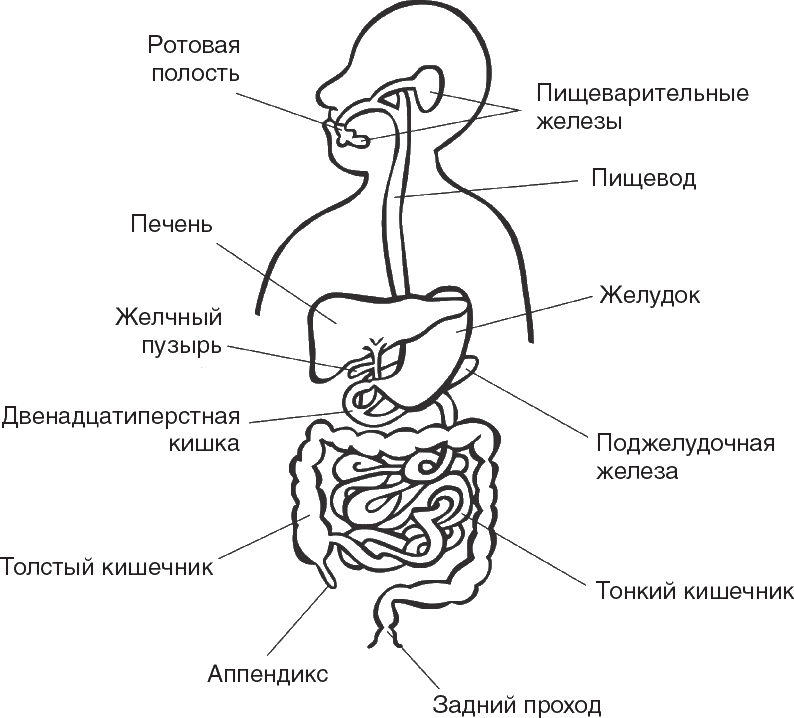 Ротовая
полость
Пищеварительные
железы
Пищевод
Печень
Желудок
Желчный
пузырь
Двенадцатиперстная
кишка
Поджелудочная
железа
Толстый кишечник
Тонкий кишечник
Аппендикс
Задний проход